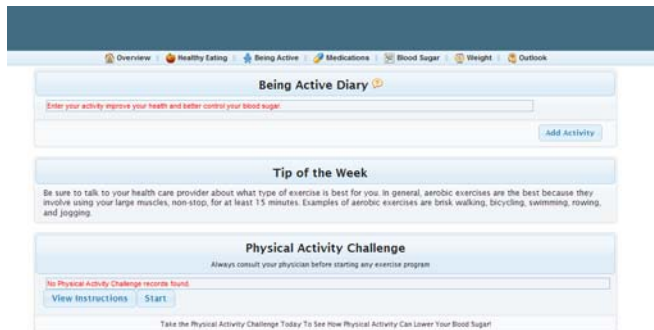 Overview Healthy Eating Being Active Medications Blood Sugar Weight Outlook
Being Active Diary
Enter your activity improve your health and better control your blood sugar.
Add Activity
Tip of the Week
Be sure to talk to your health care provider about what type of exercise is best for you. In general, aerobic exercises are the best because they
involve using your large muscles, non-stop, for at least 15 minutes. Examples of aerobic exercises are brisk walking, bicycling, swimming, rowing,
and jogging.
Physical Activity Challenge
Always consult your physician before starting any exercise program
No Physical Activity Challenge records found.
View Instructions Start
Take the Physical Activity Challenge Today To See How Physical Activity Can Lower Your Blood Sugar!